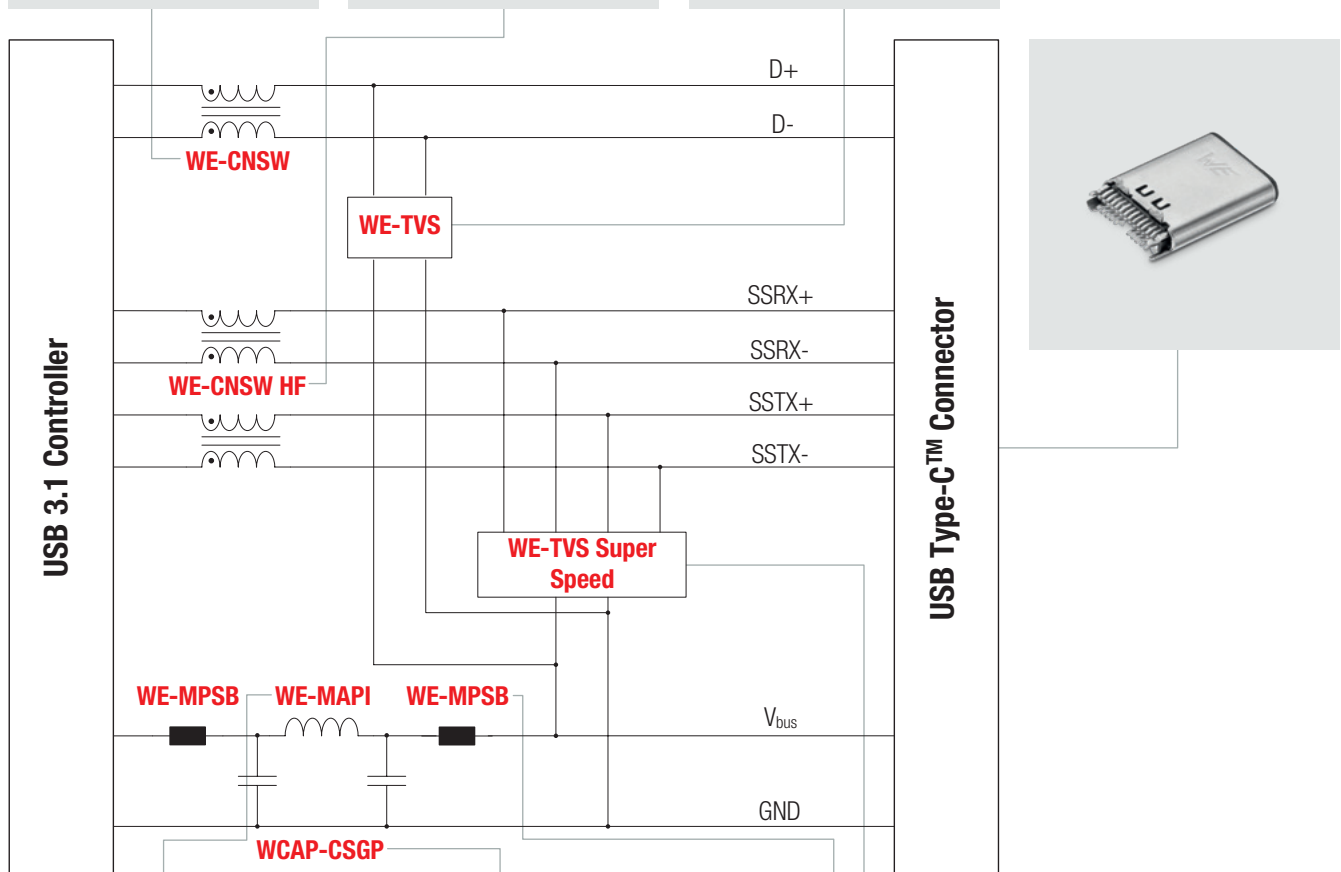 D+
D-
WE-CNSW
WE
WE-TVS
SSRX+
SSRX-
WE-CNSW HF
SSTX+
SSTX-
USB 3.1 Controller
USB Type-C™ Connector
WE-TVS Super
Speed
WE-MPSB
WE-MAPI
WE-MPSB
Vbus
GND
WCAP-CSGP